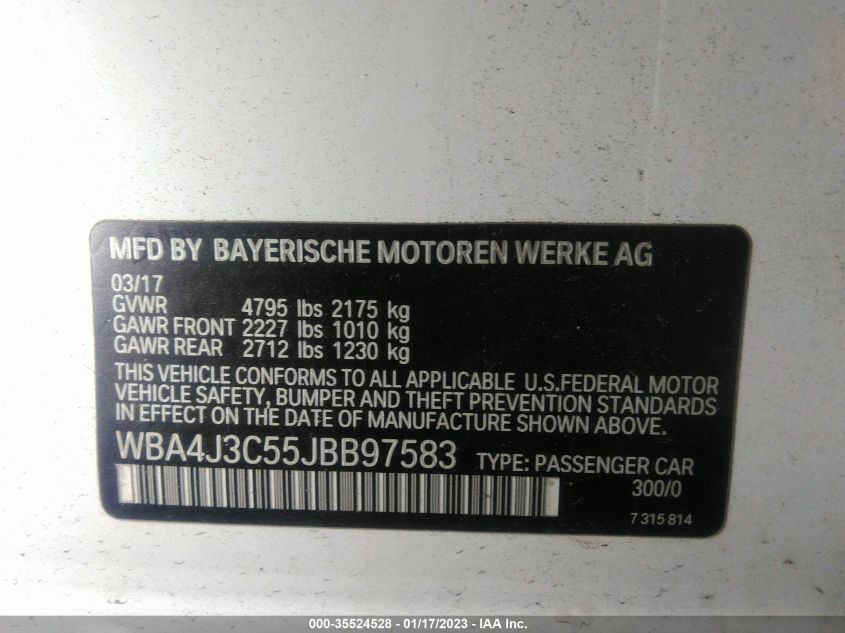 MFD BY BAYERISCHE MOTOREN WERKE AG
03/17
GVWR 4795 lbs 2175 kg
GAWR FRONT 2227 lbs 1010 kg
GAWR REAR 2712 lbs 1230 kg
THIS VEHICLE CONFORMS TO ALL APPLICABLE U.S.FEDERAL MOTOR
VEHICLE SAFETY, BUMPER AND THEFT PREVENTION STANDARDS
IN EFFECT ON THE DATE OF MANUFACTURE SHOWN ABOVE.
WBA4J3C55JBB97583 TYPE: PASSENGER CAR
300/0
7 315 814
000-35524528 - 01/17/2023 - IAA Inc.